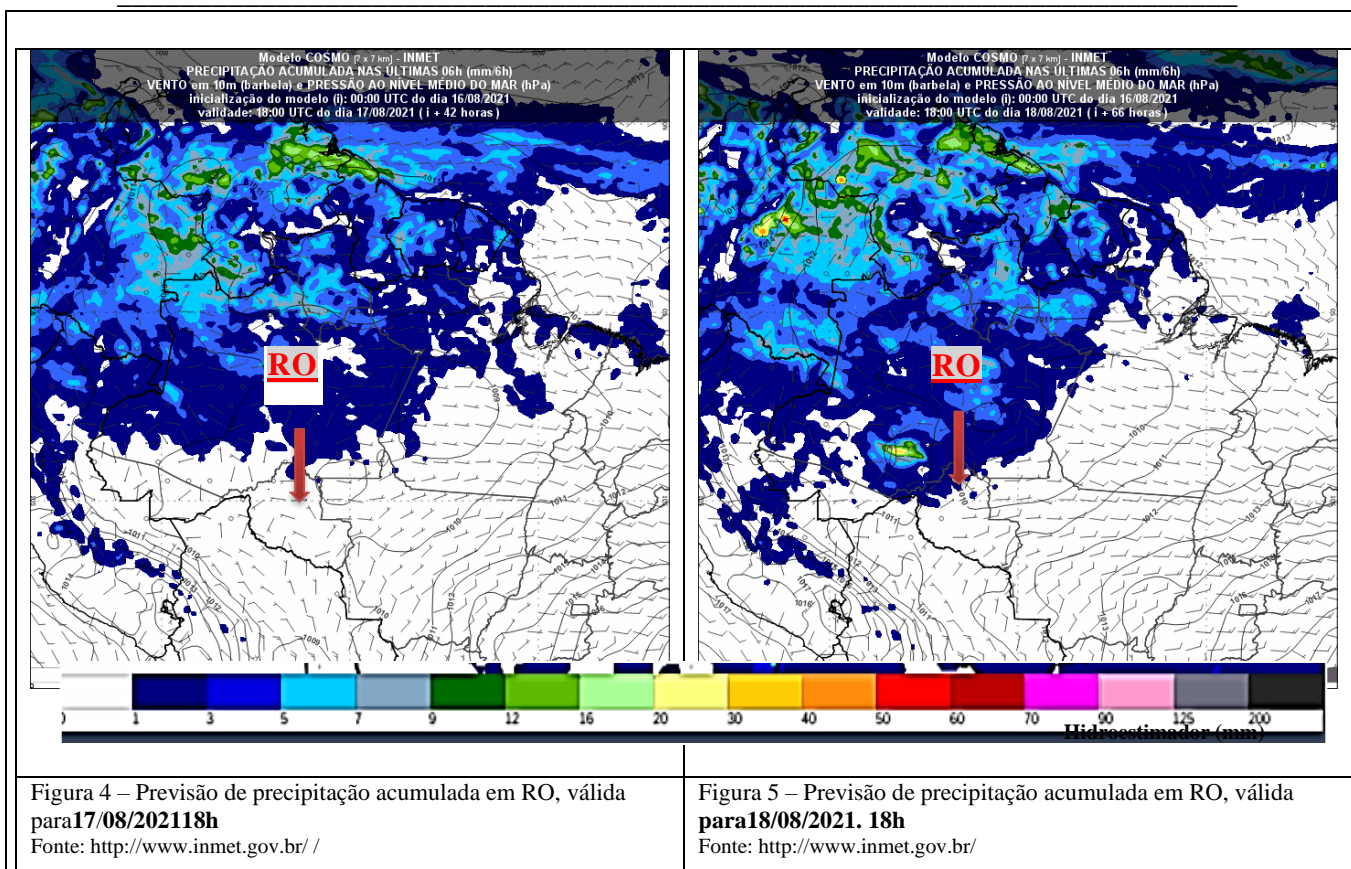 Modelo COSMO [7 x 7 km] - INMET
PRECIPITAÇÃO ACUMULADA NAS ÚLTIMAS 06h (mm/6h)
VENTO em 10m (barbela) e PRESSÃO AO NÍVEL MÉDIO DO MAR (hPa)
inicialização do modelo (i): 00:00 UTC do dia 16/08/2021
validade: 18:00 UTC do dia 17/08/2021 ( i + 42 horas )
RO
Modelo COSMO [7 x 7 km] - INMET
PRECIPITAÇÃO ACUMULADA NAS ÚLTIMAS 06h (mm/6h)
VENTO em 10m (barbela) e PRESSÃO AO NÍVEL MÉDIO DO MAR (hPa)
inicialização do modelo (i): 00:00 UTC do dia 16/08/2021
validade: 18:00 UTC do dia 18/08/2021 ( i + 66 horas )
RO
1 3 5 7 9 12 16 20 30 40 50 60 70 90 125 200
Hidroestimador (mm)
Figura 4 – Previsão de precipitação acumulada em RO, válida
para17/08/202118h
Fonte: http://www.inmet.gov.br/ /
Figura 5 – Previsão de precipitação acumulada em RO, válida
para18/08/2021. 18h
Fonte: http://www.inmet.gov.br/